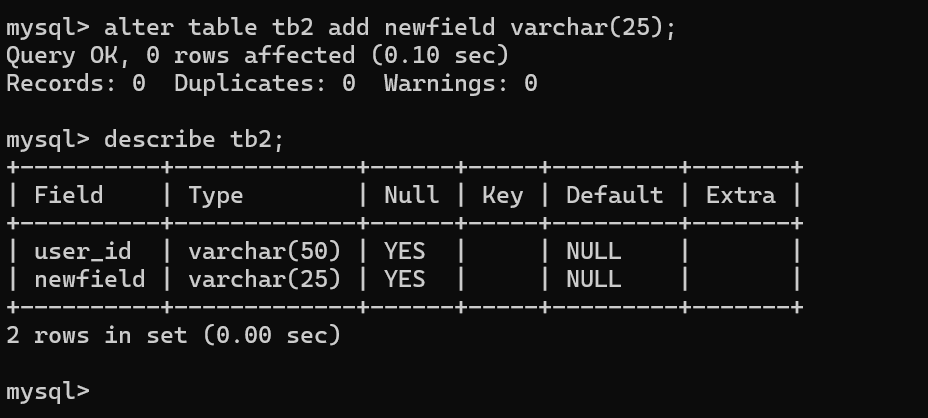 mysql> alter table tb2 add newfield varchar(25);
Query OK, 0 rows affected (0.10 sec)
Records: 0  Duplicates: 0  Warnings: 0

mysql> describe tb2;
+----------+-------------+------+-----+---------+-------+
| Field    | Type        | Null | Key | Default | Extra |
+----------+-------------+------+-----+---------+-------+
| user_id  | varchar(50) | YES  |     | NULL    |       |
| newfield | varchar(25) | YES  |     | NULL    |       |
+----------+-------------+------+-----+---------+-------+
2 rows in set (0.00 sec)

mysql>